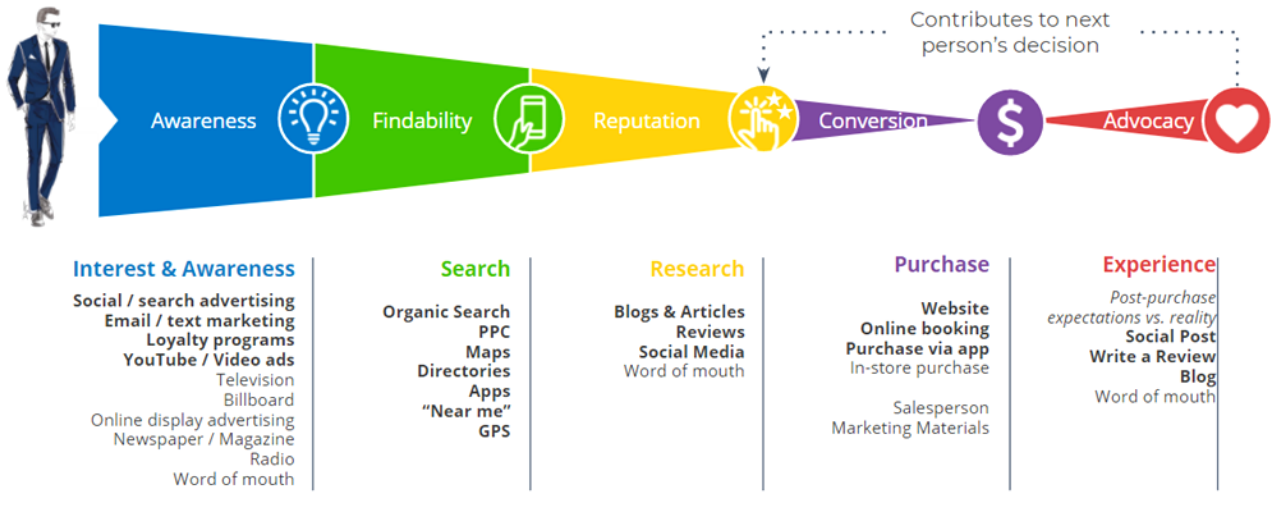 Contributes to next
person's decision
Awareness
Findability
Reputation
Conversion
$
Advocacy
Interest & Awareness
Social / search advertising
Email / text marketing
Loyalty programs
YouTube / Video ads
Television
Billboard
Online display advertising
Newspaper / Magazine
Radio
Word of mouth
Search
Organic Search
PPC
Maps
Directories
Apps
“Near me”
GPS
Research
Blogs & Articles
Reviews
Social Media
Word of mouth
Purchase
Website
Online booking
Purchase via app
In-store purchase
Salesperson
Marketing Materials
Experience
Post-purchase
expectations vs. reality
Social Post
Write a Review
Blog
Word of mouth